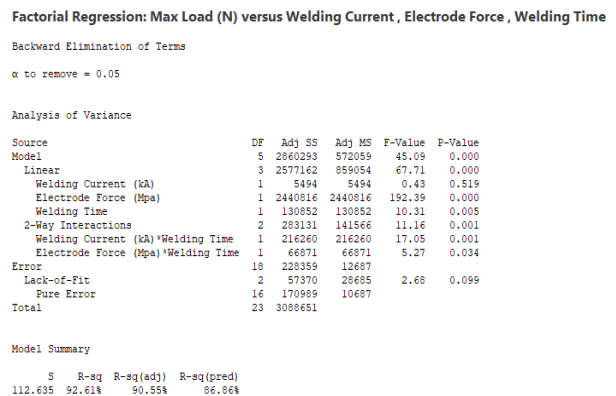 Factorial Regression: Max Load (N) versus Welding Current , Electrode Force , Welding Time
Backward Elimination of Terms
α to remove = 0.05
Analysis of Variance
Source DF Adj SS Adj MS F-Value P-Value
Model 5 2860293 572059 45.09 0.000
Linear 3 2577162 859054 67.71 0.000
Welding Current (kA) 1 5494 5494 0.43 0.519
Electrode Force (Mpa) 1 2440816 2440816 192.39 0.000
Welding Time 1 130852 130852 10.31 0.005
2-Way Interactions 2 283131 141566 11.16 0.001
Welding Current (kA)*Welding Time 1 216260 216260 17.05 0.001
Electrode Force (Mpa)*Welding Time 1 66871 66871 5.27 0.034
Error 18 228359 12687
Lack-of-Fit 2 57370 28685 2.68 0.099
Pure Error 16 170989 10687
Total 23 3088651
Model Summary
S R-sq R-sq(adj) R-sq(pred)
112.635 92.61% 90.55% 86.86%